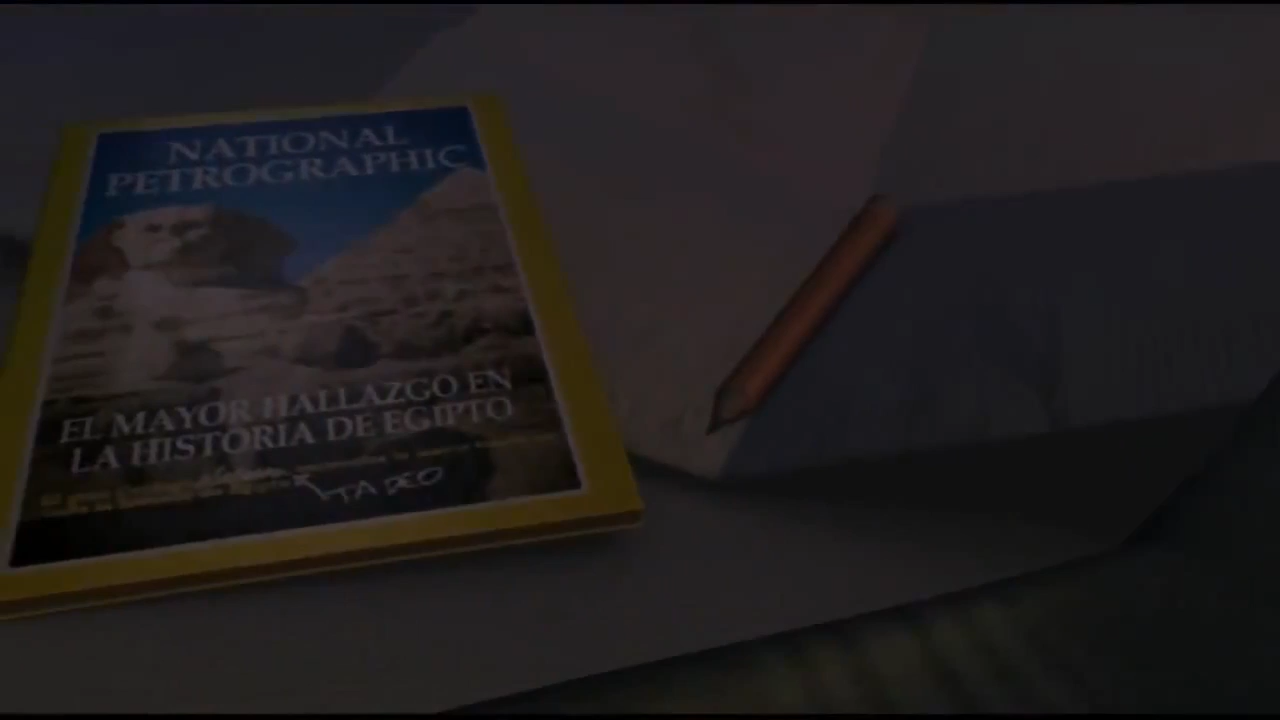 NATIONAL
PETROGRAPHIC
EL MAYOR HALLAZGO EN
LA HISTORIA DE EGIPTO
TADEO